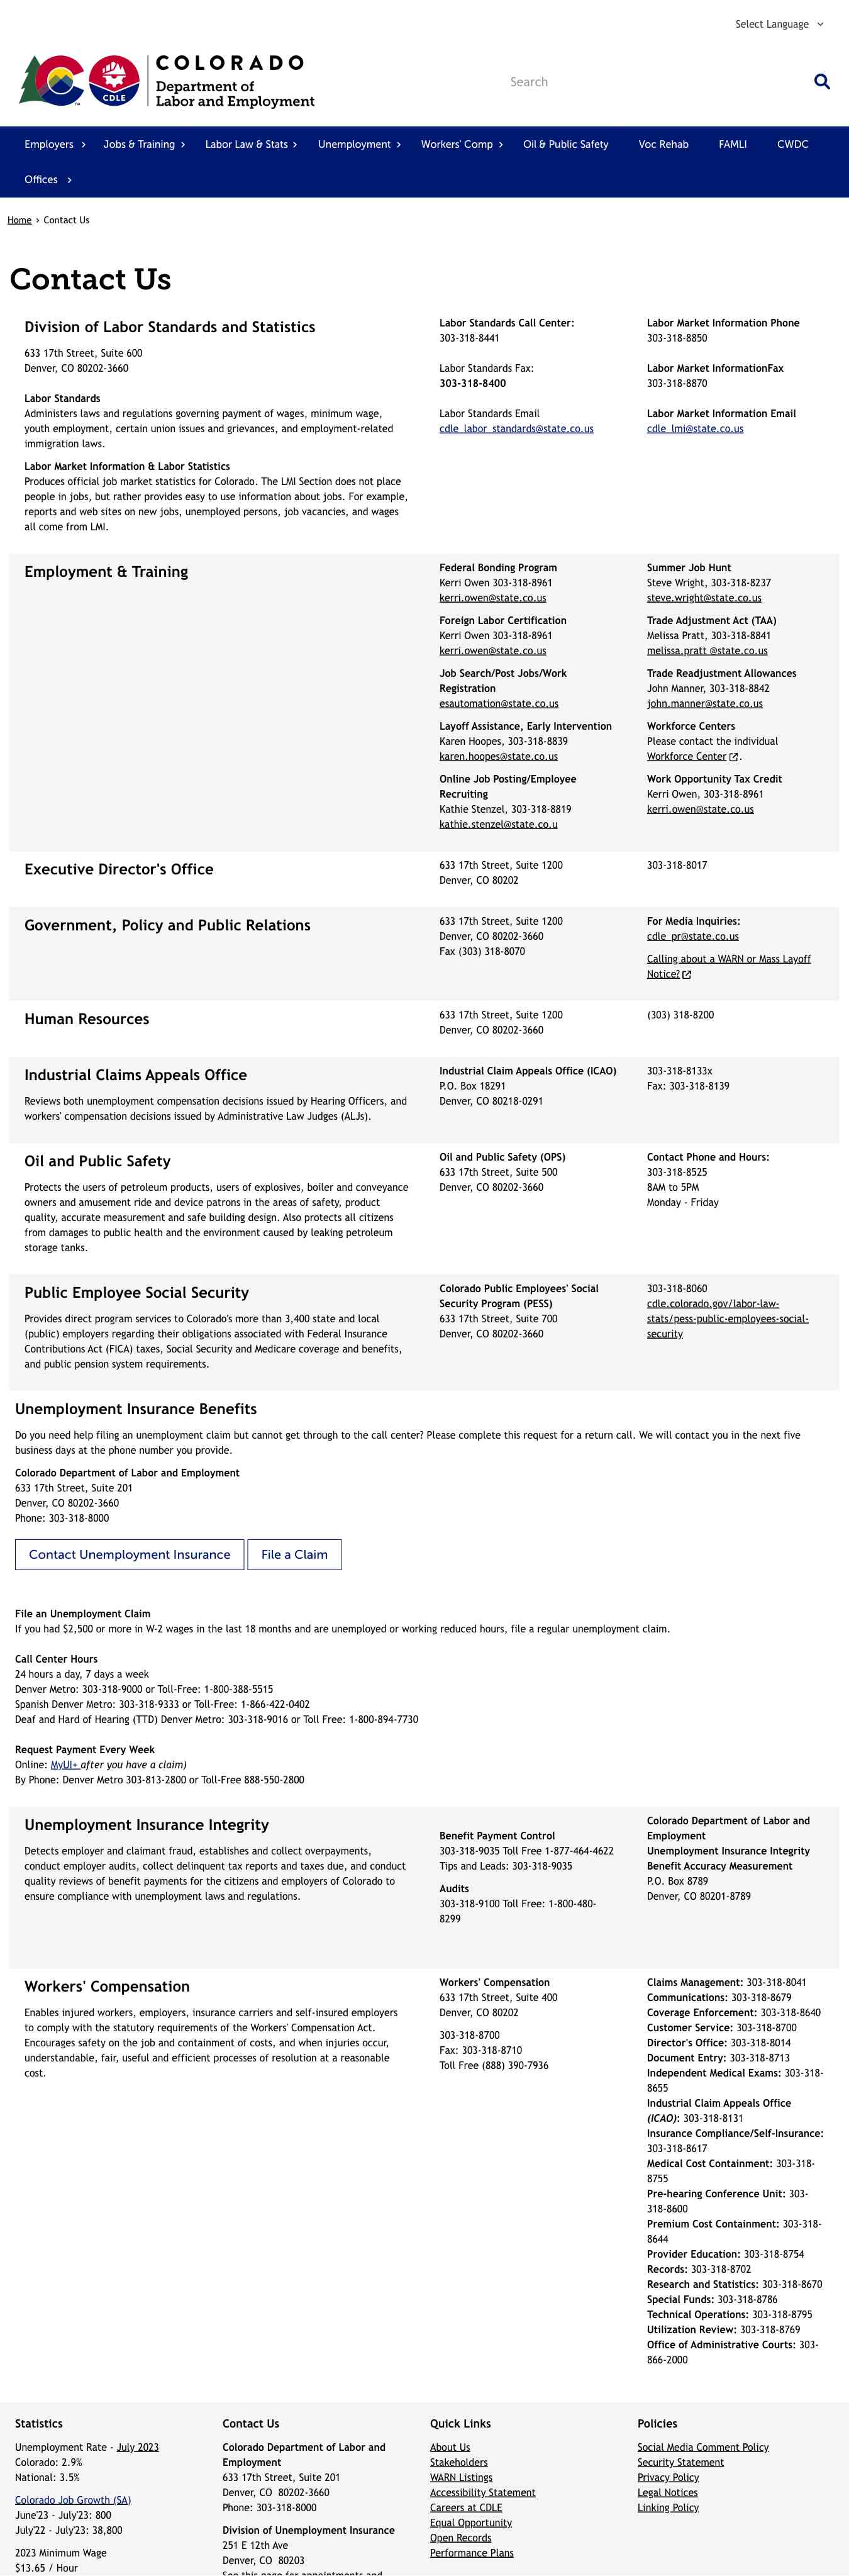 Select Language
COLORADO
Department of
Labor and Employment
CDLE
TM
Search
Employers
Jobs & Training
Labor Law & Stats
Unemployment
Workers' Comp
Oil & Public Safety
Voc Rehab
FAMLI
CWDC
Offices
Home › Contact Us
Contact Us
Division of Labor Standards and Statistics
633 17th Street, Suite 600
Denver, CO 80202-3660
Labor Standards
Administers laws and regulations governing payment of wages, minimum wage,
youth employment, certain union issues and grievances, and employment-related
immigration laws.
Labor Market Information & Labor Statistics
Produces official job market statistics for Colorado. The LMI Section does not place
people in jobs, but rather provides easy to use information about jobs. For example,
reports and web sites on new jobs, unemployed persons, job vacancies, and wages
all come from LMI.
Labor Standards Call Center:
303-318-8441
Labor Standards Fax:
303-318-8400
Labor Standards Email
cdle_labor_standards@state.co.us
Labor Market Information Phone
303-318-8850
Labor Market InformationFax
303-318-8870
Labor Market Information Email
cdle_lmi@state.co.us
Employment & Training
Federal Bonding Program
Kerri Owen 303-318-8961
kerri.owen@state.co.us
Foreign Labor Certification
Kerri Owen 303-318-8961
kerri.owen@state.co.us
Job Search/Post Jobs/Work
Registration
esautomation@state.co.us
Layoff Assistance, Early Intervention
Karen Hoopes, 303-318-8839
karen.hoopes@state.co.us
Online Job Posting/Employee
Recruiting
Kathie Stenzel, 303-318-8819
kathie.stenzel@state.co.u
Summer Job Hunt
Steve Wright, 303-318-8237
steve.wright@state.co.us
Trade Adjustment Act (TAA)
Melissa Pratt, 303-318-8841
melissa.pratt @state.co.us
Trade Readjustment Allowances
John Manner, 303-318-8842
john.manner@state.co.us
Workforce Centers
Please contact the individual
Workforce Center .
Work Opportunity Tax Credit
Kerri Owen, 303-318-8961
kerri.owen@state.co.us
Executive Director's Office
633 17th Street, Suite 1200
Denver, CO 80202
303-318-8017
Government, Policy and Public Relations
633 17th Street, Suite 1200
Denver, CO 80202-3660
Fax (303) 318-8070
For Media Inquiries:
cdle_pr@state.co.us
Calling about a WARN or Mass Layoff
Notice?
Human Resources
633 17th Street, Suite 1200
Denver, CO 80202-3660
(303) 318-8200
Industrial Claims Appeals Office
Reviews both unemployment compensation decisions issued by Hearing Officers, and
workers' compensation decisions issued by Administrative Law Judges (ALJs).
Industrial Claim Appeals Office (ICAO)
P.O. Box 18291
Denver, CO 80218-0291
303-318-8133x
Fax: 303-318-8139
Oil and Public Safety
Protects the users of petroleum products, users of explosives, boiler and conveyance
owners and amusement ride and device patrons in the areas of safety, product
quality, accurate measurement and safe building design. Also protects all citizens
from damages to public health and the environment caused by leaking petroleum
storage tanks.
Oil and Public Safety (OPS)
633 17th Street, Suite 500
Denver, CO 80202-3660
Contact Phone and Hours:
303-318-8525
8AM to 5PM
Monday - Friday
Public Employee Social Security
Provides direct program services to Colorado's more than 3,400 state and local
(public) employers regarding their obligations associated with Federal Insurance
Contributions Act (FICA) taxes, Social Security and Medicare coverage and benefits,
and public pension system requirements.
Colorado Public Employees' Social
Security Program (PESS)
633 17th Street, Suite 700
Denver, CO 80202-3660
303-318-8060
cdle.colorado.gov/labor-law-
stats/pess-public-employees-social-
security
Unemployment Insurance Benefits
Do you need help filing an unemployment claim but cannot get through to the call center? Please complete this request for a return call. We will contact you in the next five
business days at the phone number you provide.
Colorado Department of Labor and Employment
633 17th Street, Suite 201
Denver, CO 80202-3660
Phone: 303-318-8000
Contact Unemployment Insurance
File a Claim
File an Unemployment Claim
If you had $2,500 or more in W-2 wages in the last 18 months and are unemployed or working reduced hours, file a regular unemployment claim.
Call Center Hours
24 hours a day, 7 days a week
Denver Metro: 303-318-9000 or Toll-Free: 1-800-388-5515
Spanish Denver Metro: 303-318-9333 or Toll-Free: 1-866-422-0402
Deaf and Hard of Hearing (TTD) Denver Metro: 303-318-9016 or Toll Free: 1-800-894-7730
Request Payment Every Week
Online: MyUI+ after you have a claim)
By Phone: Denver Metro 303-813-2800 or Toll-Free 888-550-2800
Unemployment Insurance Integrity
Detects employer and claimant fraud, establishes and collect overpayments,
conduct employer audits, collect delinquent tax reports and taxes due, and conduct
quality reviews of benefit payments for the citizens and employers of Colorado to
ensure compliance with unemployment laws and regulations.
Benefit Payment Control
303-318-9035 Toll Free 1-877-464-4622
Tips and Leads: 303-318-9035
Audits
303-318-9100 Toll Free: 1-800-480-
8299
Colorado Department of Labor and
Employment
Unemployment Insurance Integrity
Benefit Accuracy Measurement
P.O. Box 8789
Denver, CO 80201-8789
Workers' Compensation
Enables injured workers, employers, insurance carriers and self-insured employers
to comply with the statutory requirements of the Workers' Compensation Act.
Encourages safety on the job and containment of costs, and when injuries occur,
understandable, fair, useful and efficient processes of resolution at a reasonable
cost.
Workers' Compensation
633 17th Street, Suite 400
Denver, CO 80202
303-318-8700
Fax: 303-318-8710
Toll Free (888) 390-7936
Claims Management: 303-318-8041
Communications: 303-318-8679
Coverage Enforcement: 303-318-8640
Customer Service: 303-318-8700
Director's Office: 303-318-8014
Document Entry: 303-318-8713
Independent Medical Exams: 303-318-
8655
Industrial Claim Appeals Office
(ICAO): 303-318-8131
Insurance Compliance/Self-Insurance:
303-318-8617
Medical Cost Containment: 303-318-
8755
Pre-hearing Conference Unit: 303-
318-8600
Premium Cost Containment: 303-318-
8644
Provider Education: 303-318-8754
Records: 303-318-8702
Research and Statistics: 303-318-8670
Special Funds: 303-318-8786
Technical Operations: 303-318-8795
Utilization Review: 303-318-8769
Office of Administrative Courts: 303-
866-2000
Statistics
Unemployment Rate - July 2023
Colorado: 2.9%
National: 3.5%
Colorado Job Growth (SA)
June'23 - July'23: 800
July'22 - July'23: 38,800
2023 Minimum Wage
$13.65 / Hour
Contact Us
Colorado Department of Labor and
Employment
633 17th Street, Suite 201
Denver, CO 80202-3660
Phone: 303-318-8000
Division of Unemployment Insurance
251 E 12th Ave
Denver, CO 80203
See this page for appointments and
Quick Links
About Us
Stakeholders
WARN Listings
Accessibility Statement
Careers at CDLE
Equal Opportunity
Open Records
Performance Plans
Policies
Social Media Comment Policy
Security Statement
Privacy Policy
Legal Notices
Linking Policy